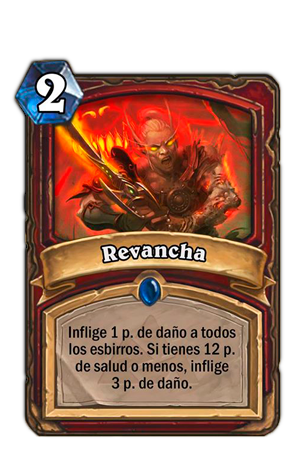 2
Revancha
Inflige 1 p. de daño a todos
los esbirros. Si tienes 12 p.
de salud o menos, inflige
3 p. de daño.